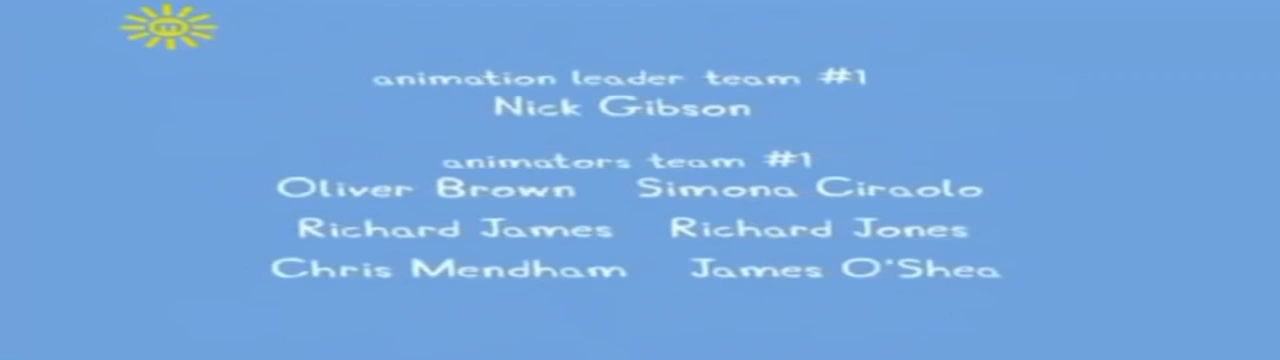 animation leader team #1
Nick Gibson
animators team #1
Oliver Brown Simona Ciraolo
Richard James Richard Jones
Chris Mendham James O'Shea